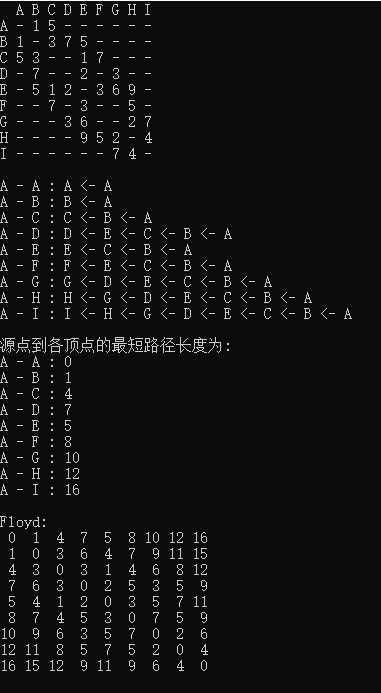 A B C D E F G H I
A - 1 5 - - - - - -
B 1 - 3 7 5 - - - -
C 5 3 - - 1 7 - - -
D - 7 - - 2 - 3 - -
E - 5 1 2 - 3 6 9 -
F - - 7 - 3 - - 5 -
G - - - 3 6 - - 2 7
H - - - - 9 5 2 - 4
I - - - - - - 7 4 -
A - A : A <- A
A - B : B <- A
A - C : C <- B <- A
A - D : D <- E <- C <- B <- A
A - E : E <- C <- B <- A
A - F : F <- E <- C <- B <- A
A - G : G <- D <- E <- C <- B <- A
A - H : H <- G <- D <- E <- C <- B <- A
A - I : I <- H <- G <- D <- E <- C <- B <- A
源点到各顶点的最短路径长度为:
A - A : 0
A - B : 1
A - C : 4
A - D : 7
A - E : 5
A - F : 8
A - G : 10
A - H : 12
A - I : 16
Floyd:
0 1 4 7 5 8 10 12 16
1 0 3 6 4 7 9 11 15
4 3 0 3 1 4 6 8 12
7 6 3 0 2 5 3 5 9
5 4 1 2 0 3 5 7 11
8 7 4 5 3 0 7 5 9
10 9 6 3 5 7 0 2 6
12 11 8 5 7 5 2 0 4
16 15 12 9 11 9 6 4 0